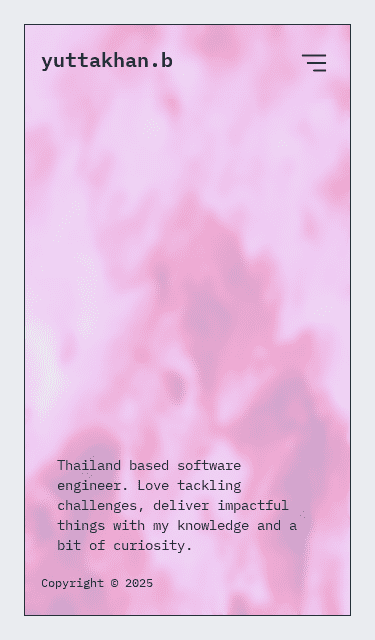 yuttakhan.b
Thailand based software
engineer. Love tackling
challenges, deliver impactful
things with my knowledge and a
bit of curiosity.
Copyright © 2025